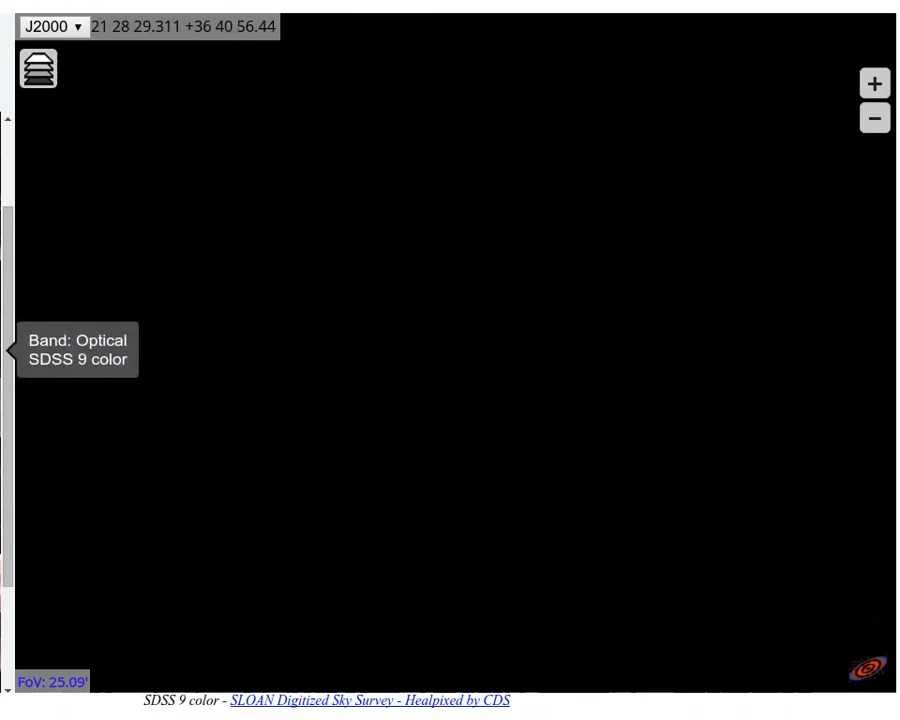 J2000 21 28 29.311 +36 40 56.44
+
−
Band: Optical
SDSS 9 color
FoV: 25.09'
SDSS 9 color - SLOAN Digitized Sky Survey - Healpixed by CDS